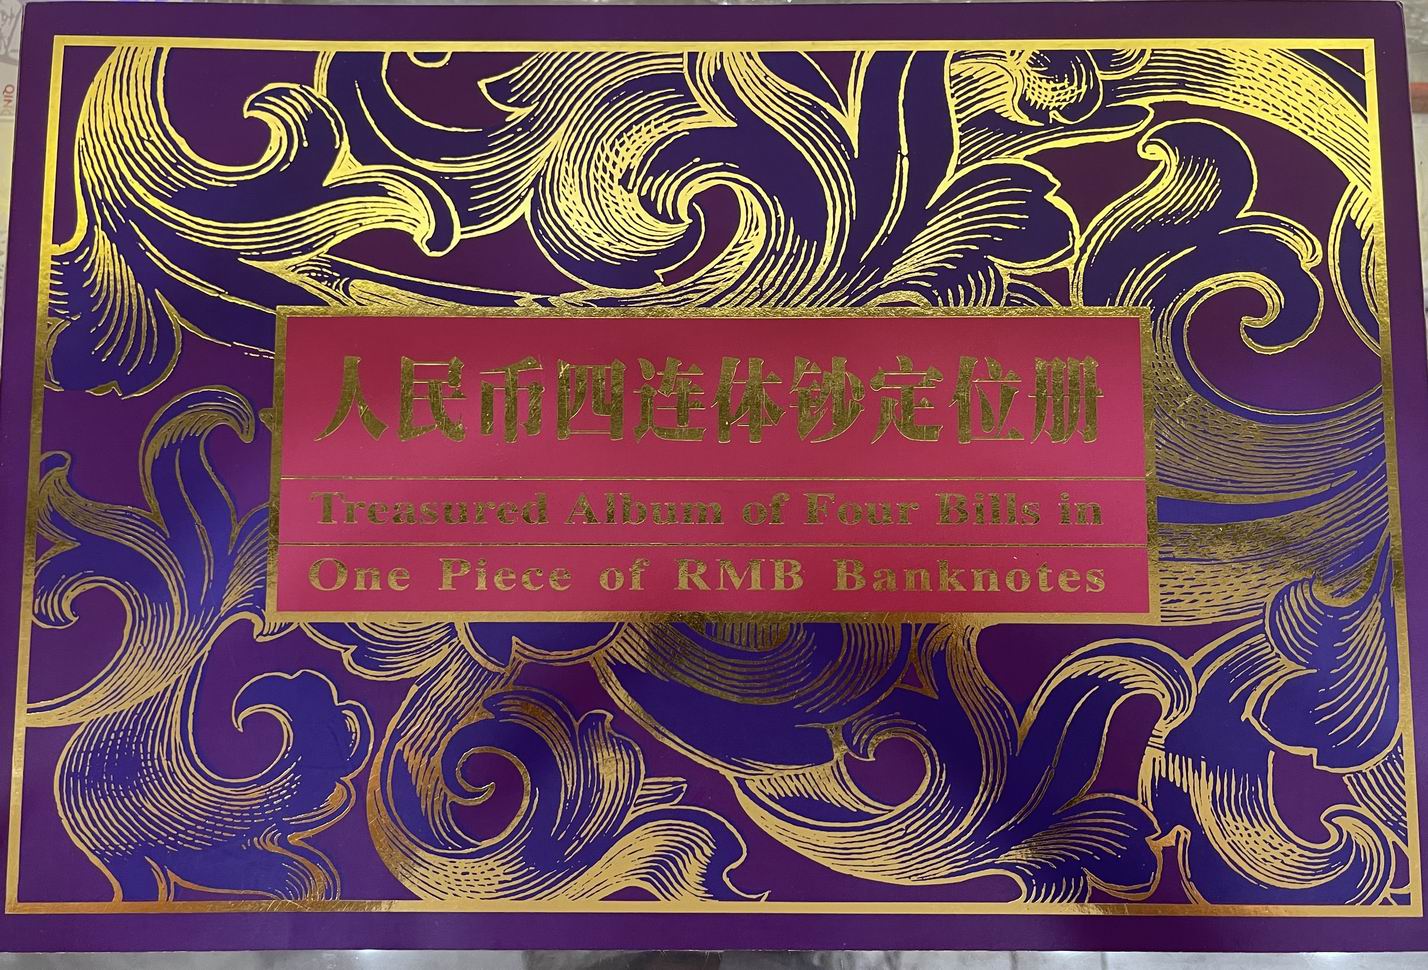 人民币四连体钞定位册
Treasured Album of Four Bills in
One Piece of RMB Banknotes